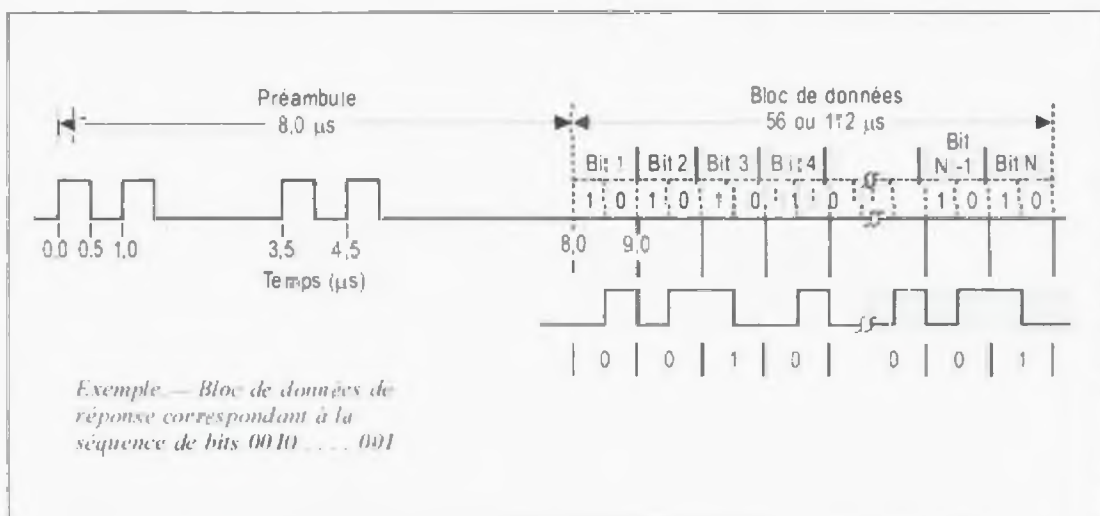 Préambule
8,0 µs
Bloc de données
56 ou 112 µs
Bit 1 Bit 2 Bit 3 Bit 4 Bit N-1 Bit N
1 0 1 0 1 0 1 0 1 0 1 0
0,0 0,5 1,0 3,5 4,5 8,0 9,0
Temps (µs)
0 0 1 0 0 0 1
Exemple.— Bloc de données de
réponse correspondant à la
séquence de bits 0010 . . . . . 001